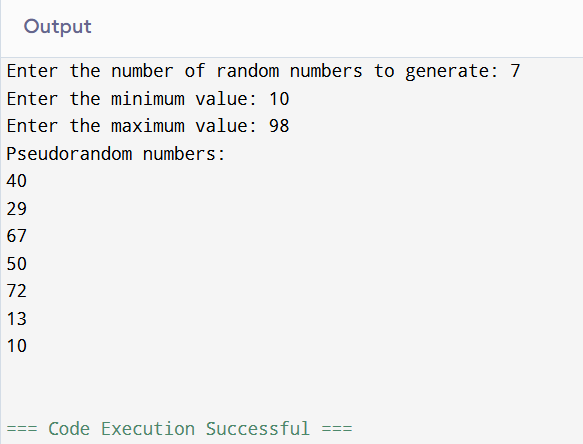 Output
Enter the number of random numbers to generate: 7
Enter the minimum value: 10
Enter the maximum value: 98
Pseudorandom numbers:
40
29
67
50
72
13
10
=== Code Execution Successful ===